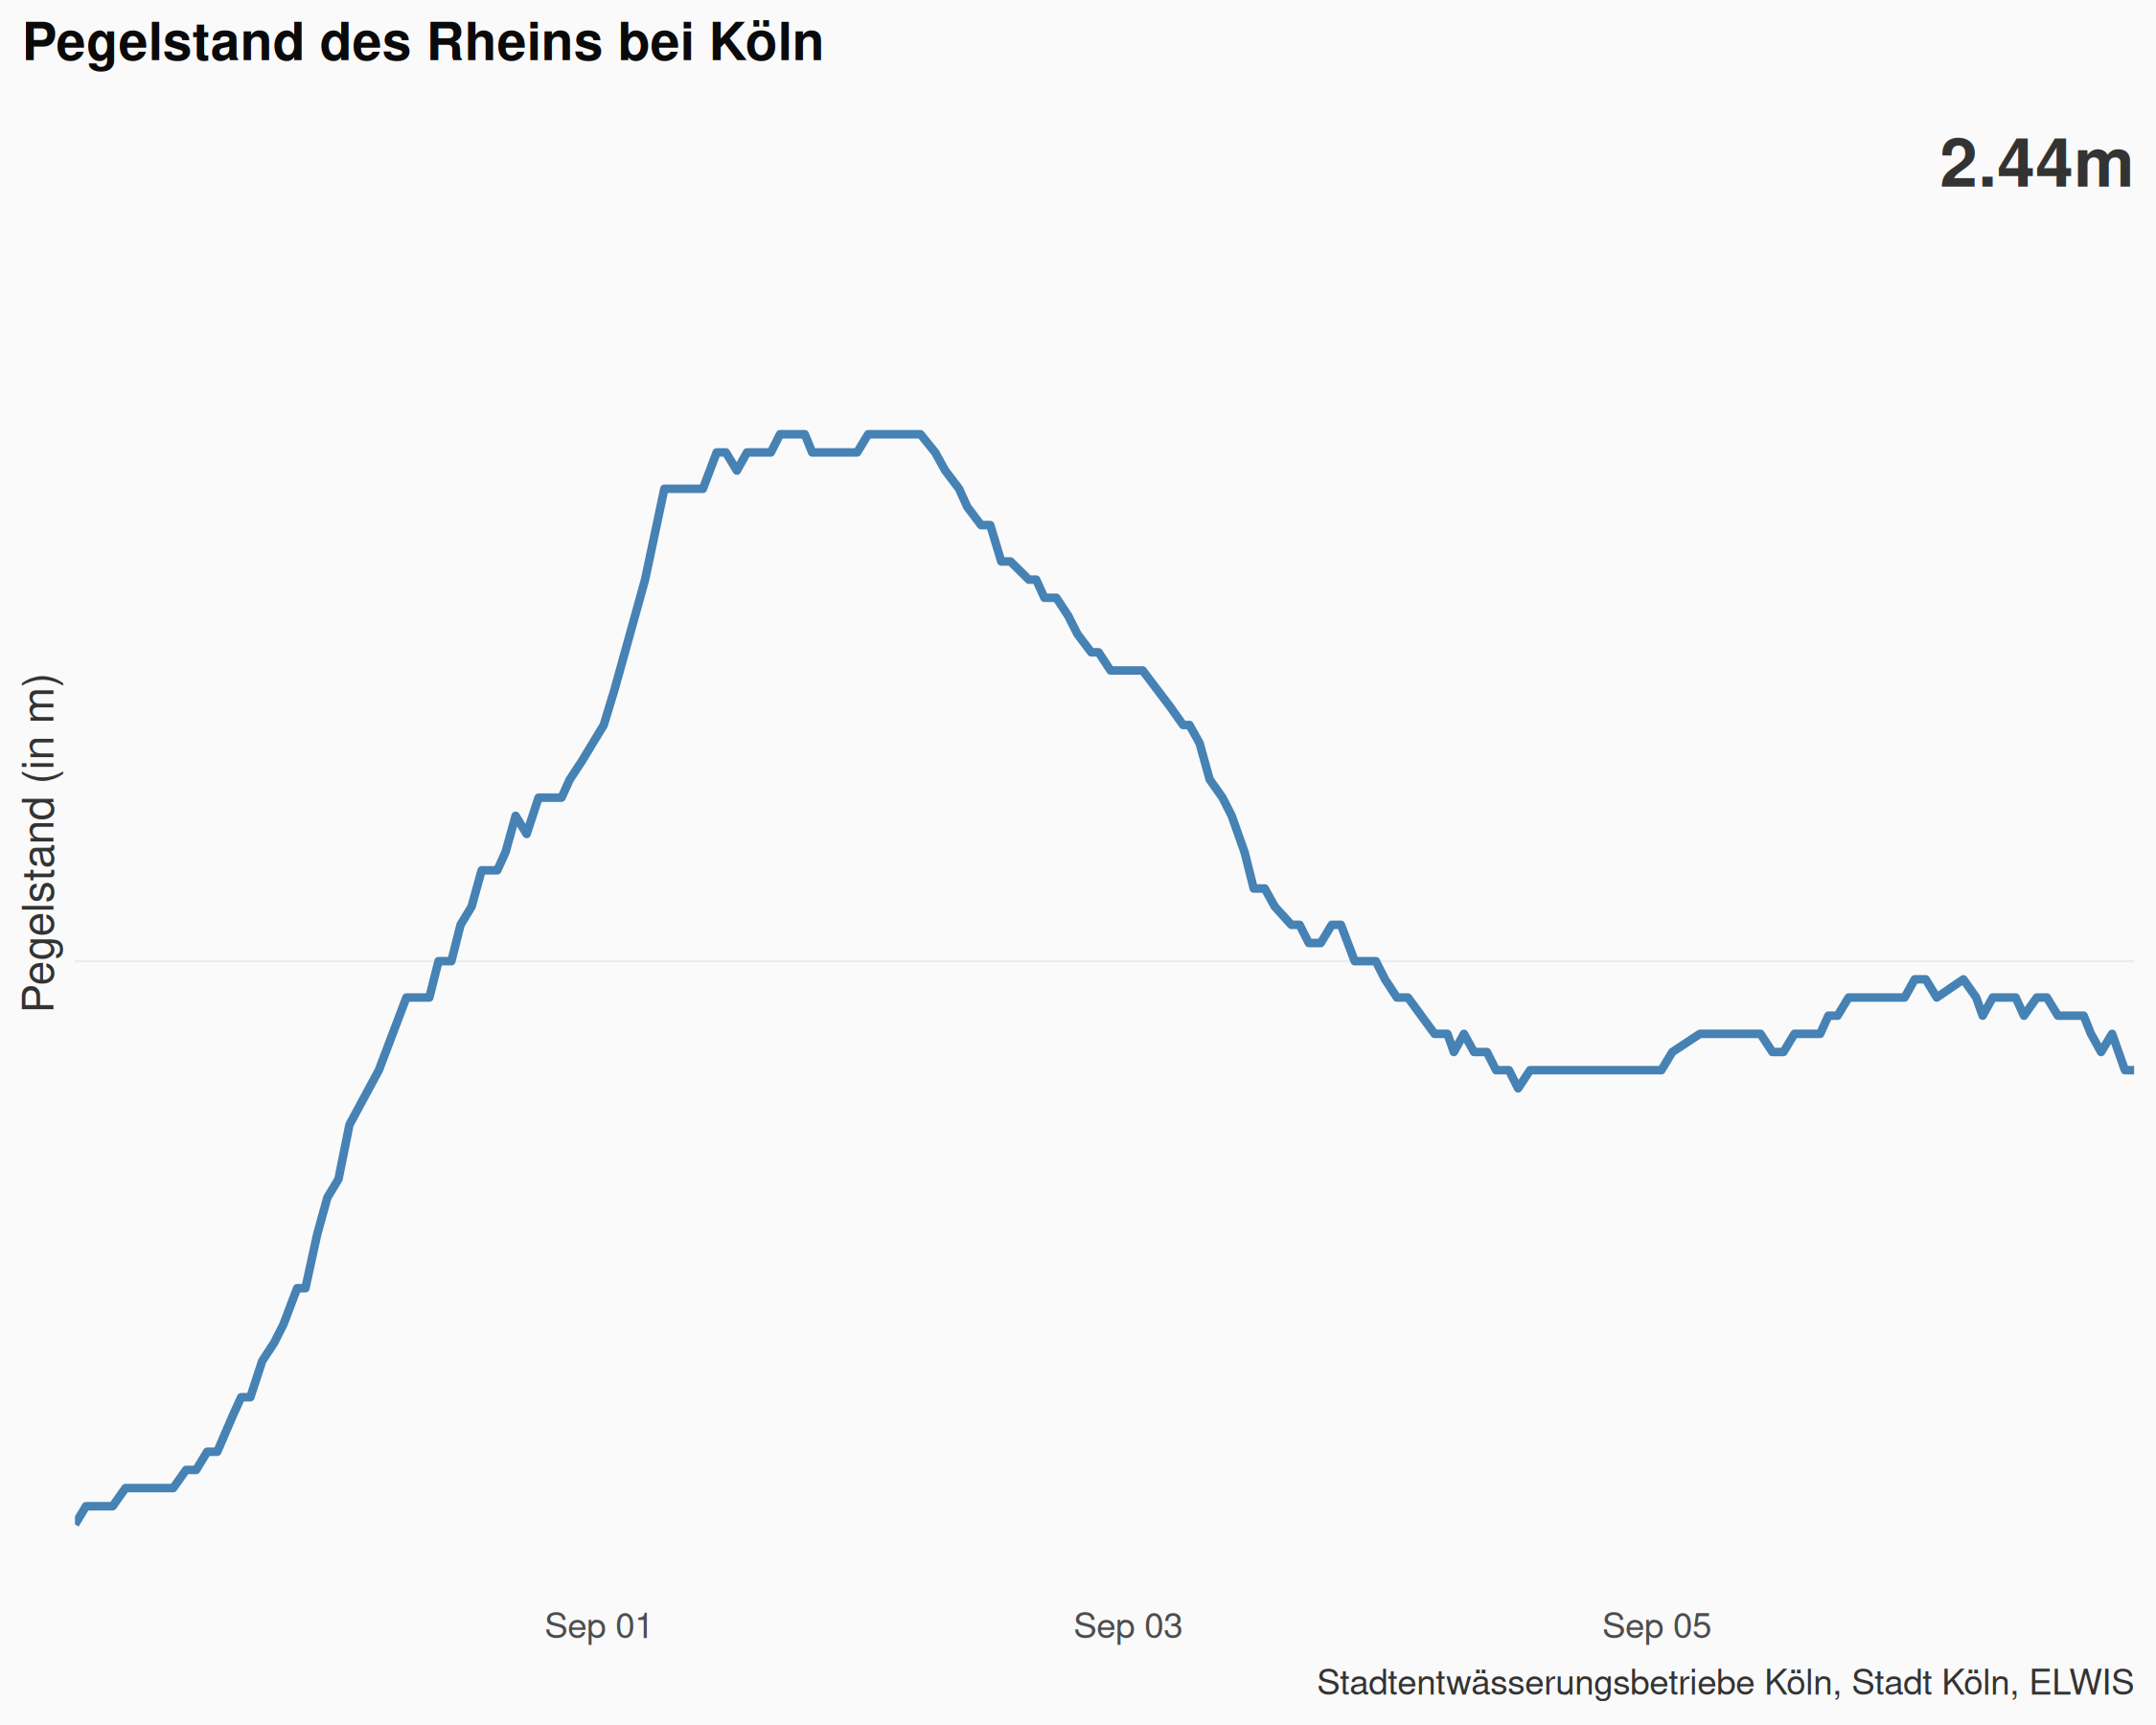 Pegelstand des Rheins bei Köln
2.44m
Pegelstand (in m)
Sep 01
Sep 03
Sep 05
Stadtentwässerungsbetriebe Köln, Stadt Köln, ELWIS